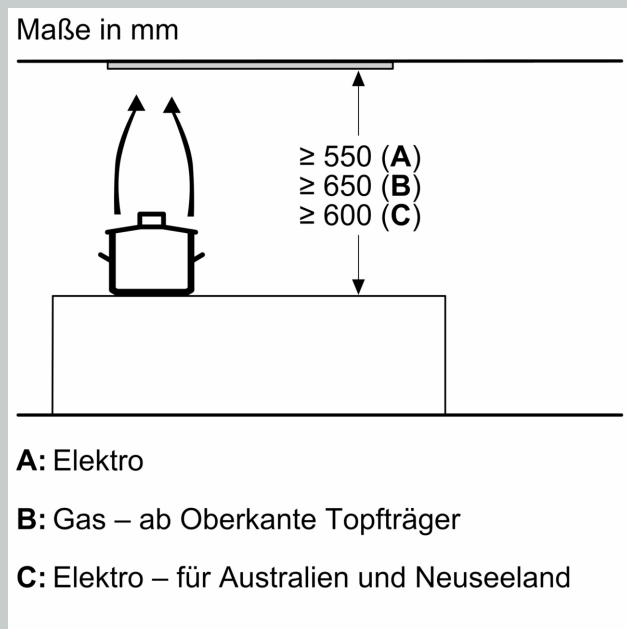 Maße in mm
≥ 550 (A)
≥ 650 (B)
≥ 600 (C)
A: Elektro
B: Gas – ab Oberkante Topfträger
C: Elektro – für Australien und Neuseeland